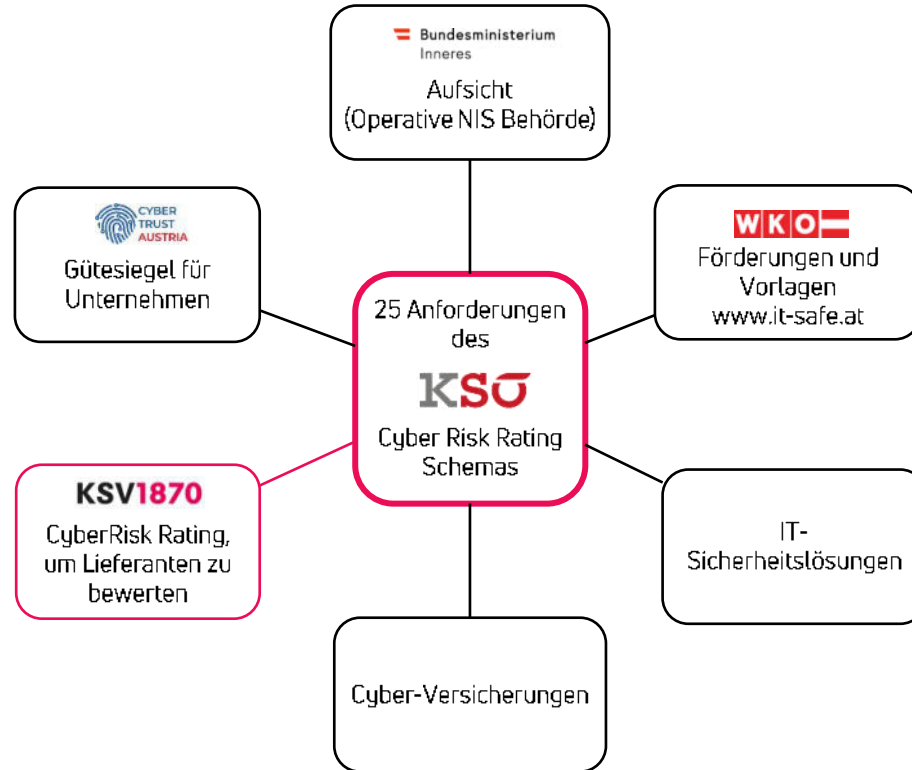 Bundesministerium
Inneres
Aufsicht
(Operative NIS Behörde)
CYBER
TRUST
AUSTRIA
Gütesiegel für
Unternehmen
WKO
Förderungen und
Vorlagen
www.it-safe.at
25 Anforderungen
des
KSÖ
Cyber Risk Rating
Schemas
KSV1870
CyberRisk Rating,
um Lieferanten zu
bewerten
IT-
Sicherheitslösungen
Cyber-Versicherungen